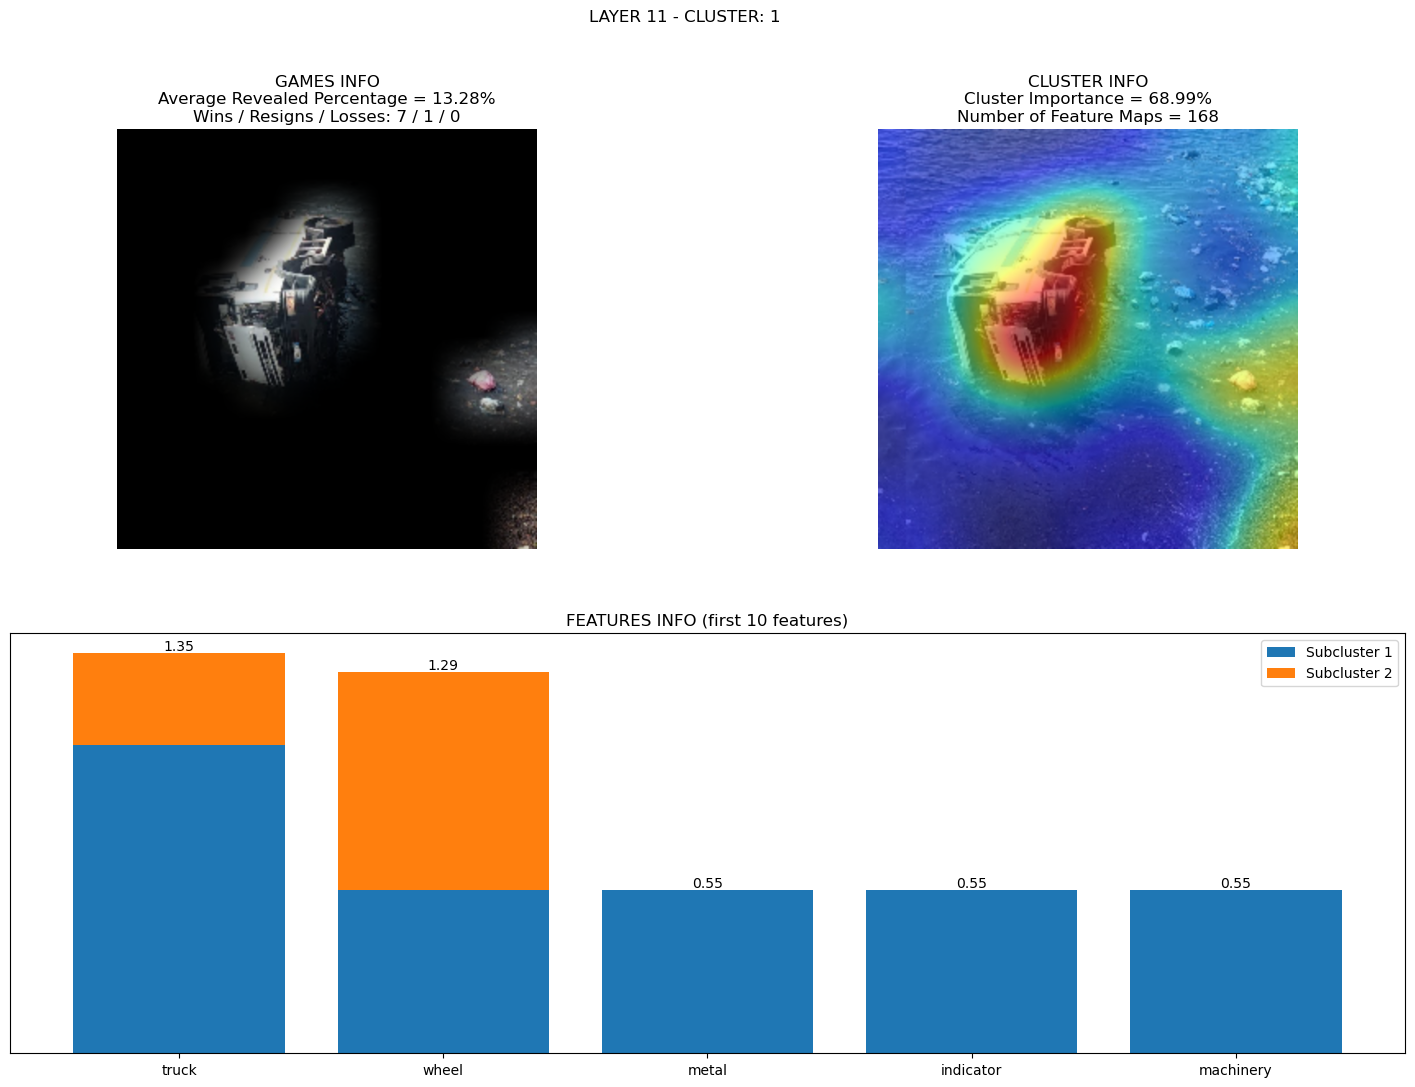 LAYER 11 - CLUSTER: 1
GAMES INFO
Average Revealed Percentage = 13.28%
Wins / Resigns / Losses: 7 / 1 / 0
CLUSTER INFO
Cluster Importance = 68.99%
Number of Feature Maps = 168
FEATURES INFO (first 10 features)
1.35
1.29
0.55
0.55
0.55
Subcluster 1
Subcluster 2
truck
wheel
metal
indicator
machinery